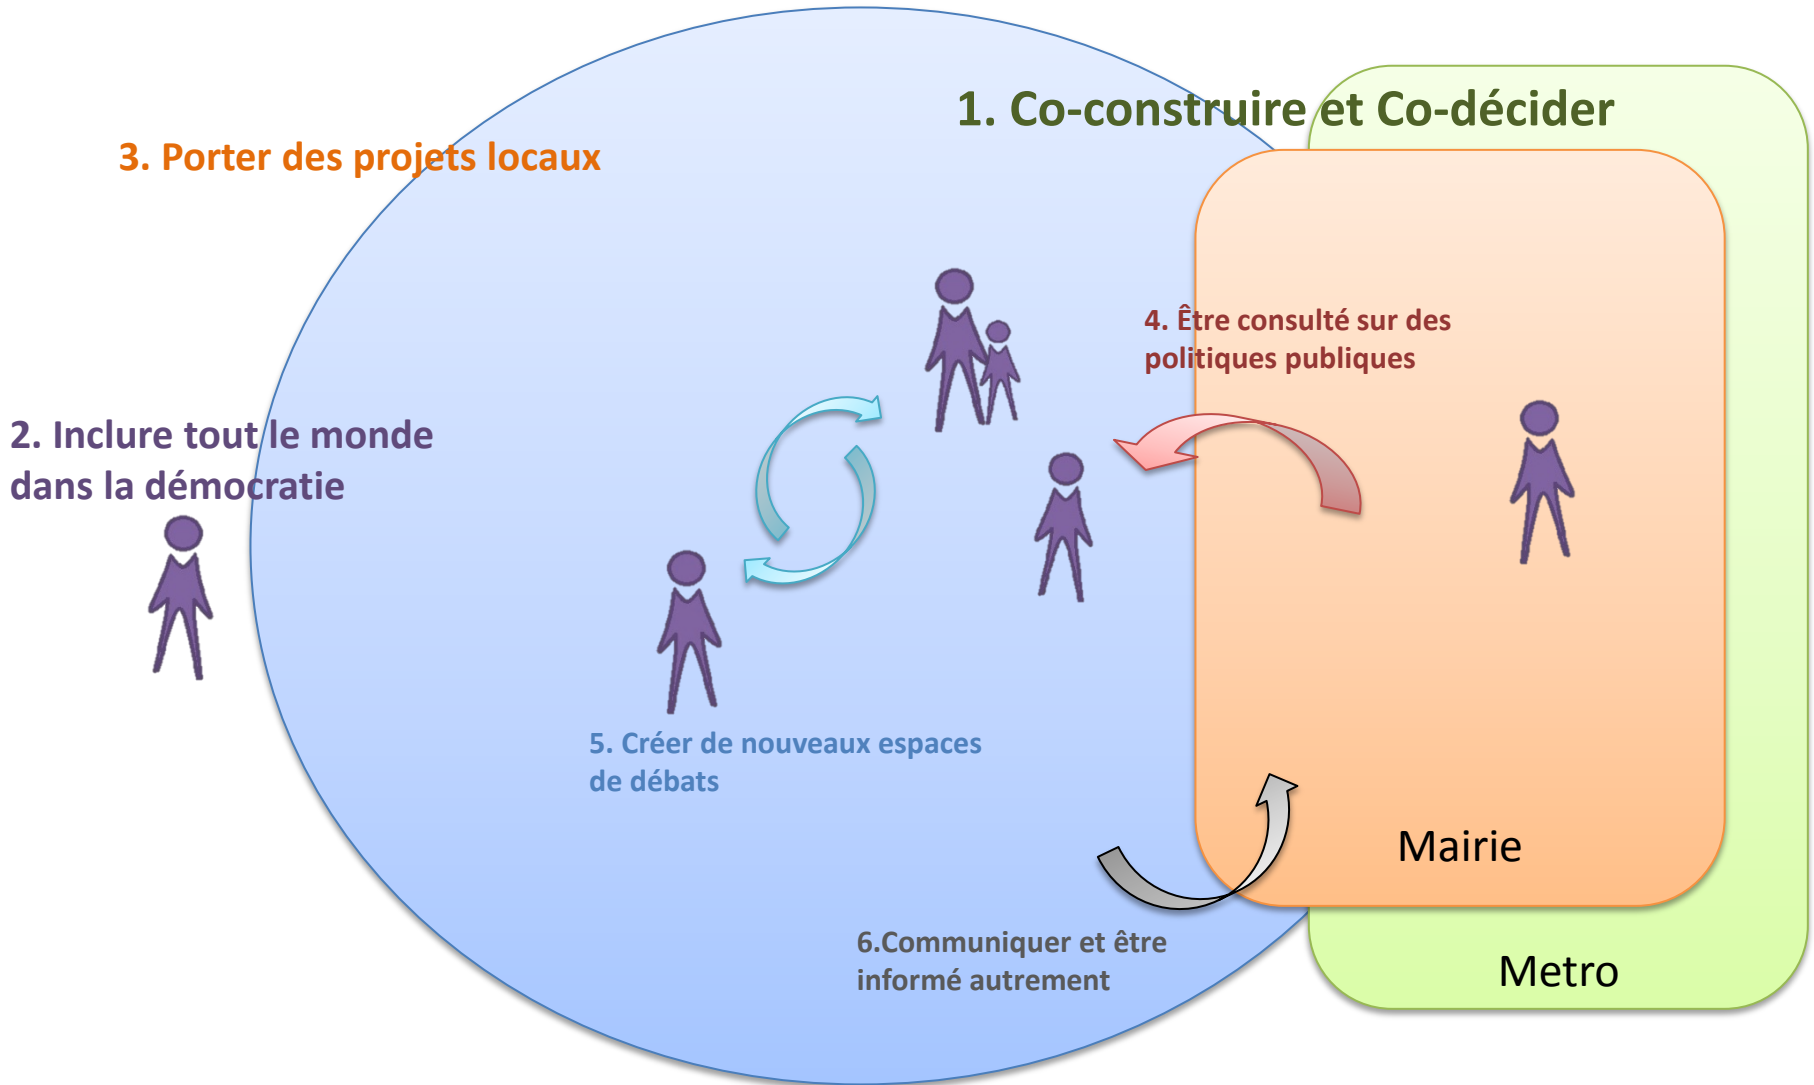 1. Co-construire et Co-décider
3. Porter des projets locaux
4. Être consulté sur des
politiques publiques
2. Inclure tout le monde
dans la démocratie
5. Créer de nouveaux espaces
de débats
Mairie
6.Communiquer et être
informé autrement
Metro